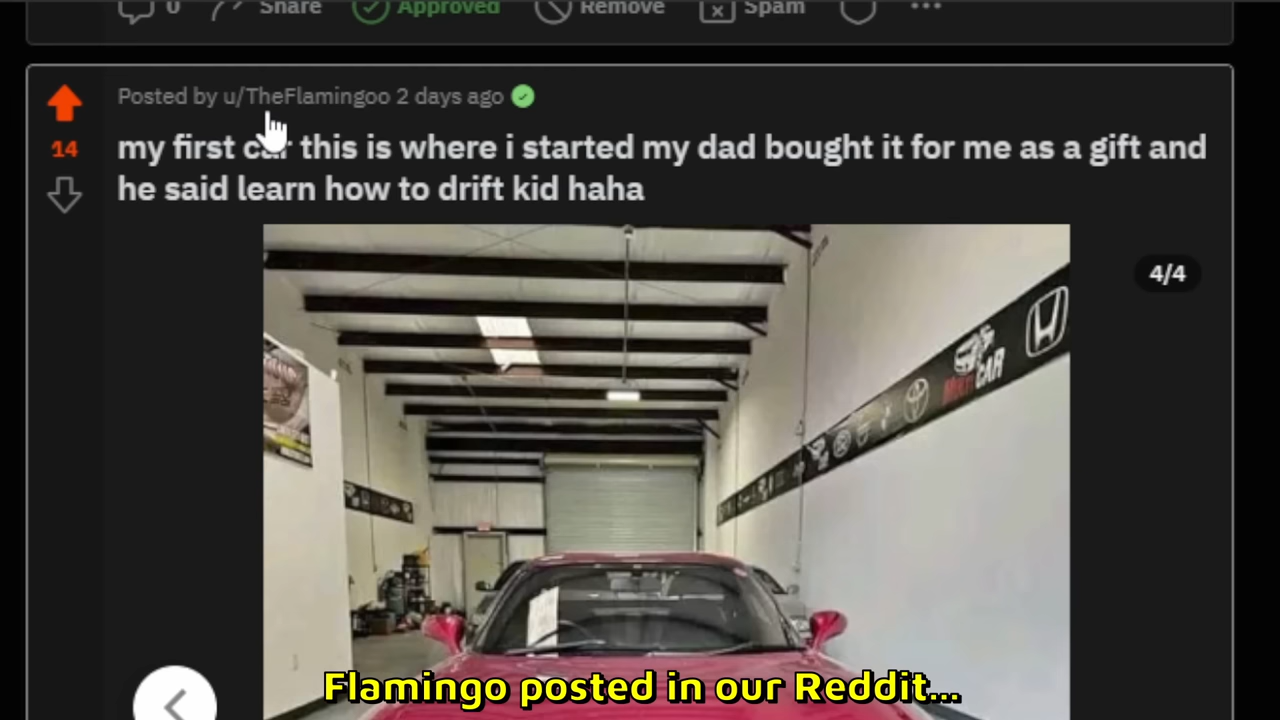 0 Share Approved Remove Spam
Posted by u/TheFlamingoo 2 days ago
14
my first car this is where i started my dad bought it for me as a gift and
he said learn how to drift kid haha
4/4
CAR
Flamingo posted in our Reddit...